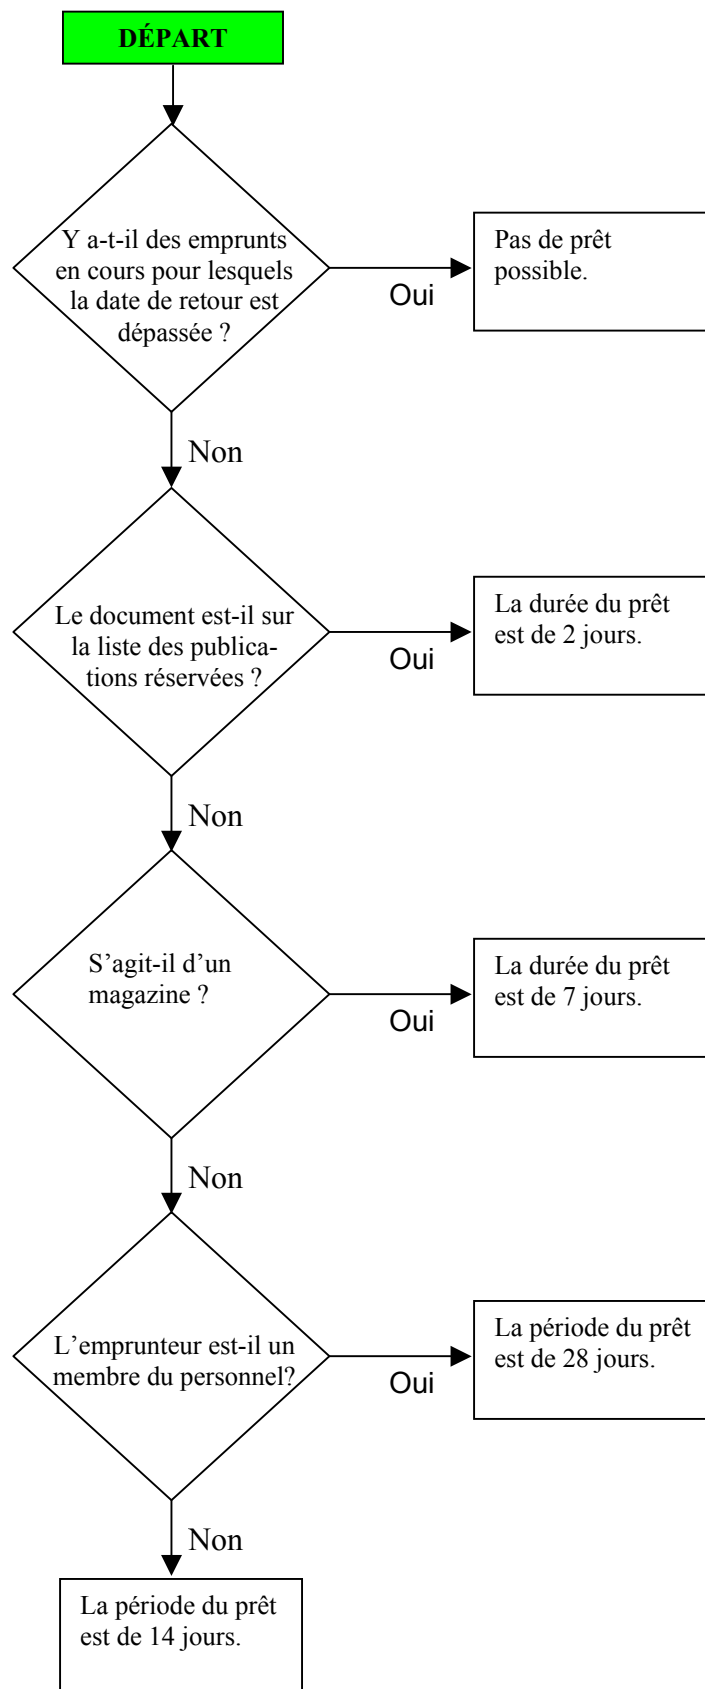 DÉPART
Y a-t-il des emprunts
en cours pour lesquels
la date de retour est
dépassée ?
Oui
Pas de prêt
possible.
Non
Le document est-il sur
la liste des publica-
tions réservées ?
Oui
La durée du prêt
est de 2 jours.
Non
S’agit-il d’un
magazine ?
Oui
La durée du prêt
est de 7 jours.
Non
L’emprunteur est-il un
membre du personnel?
Oui
La période du prêt
est de 28 jours.
Non
La période du prêt
est de 14 jours.